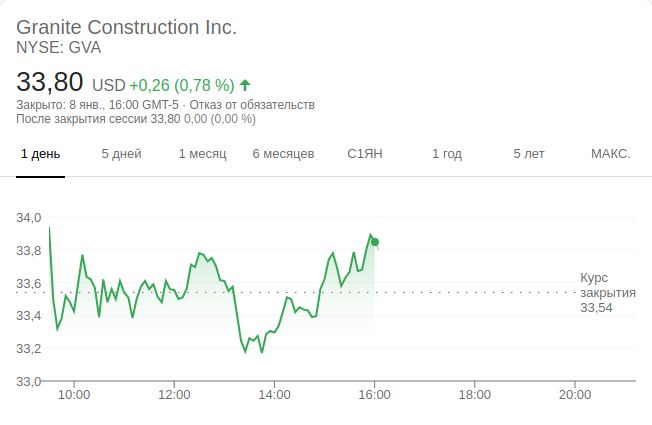 Granite Construction Inc.
NYSE: GVA
33,80 USD +0,26 (0,78 %)
Закрыто: 8 янв., 16:00 GMT-5 · Отказ от обязательств
После закрытия сессии 33,80 0,00 (0,00 %)
1 день 5 дней 1 месяц 6 месяцев С1ЯН 1 год 5 лет МАКС.
34,0
33,8
33,6
33,4
33,2
33,0
Курс
закрытия
33,54
10:00 12:00 14:00 16:00 18:00 20:00